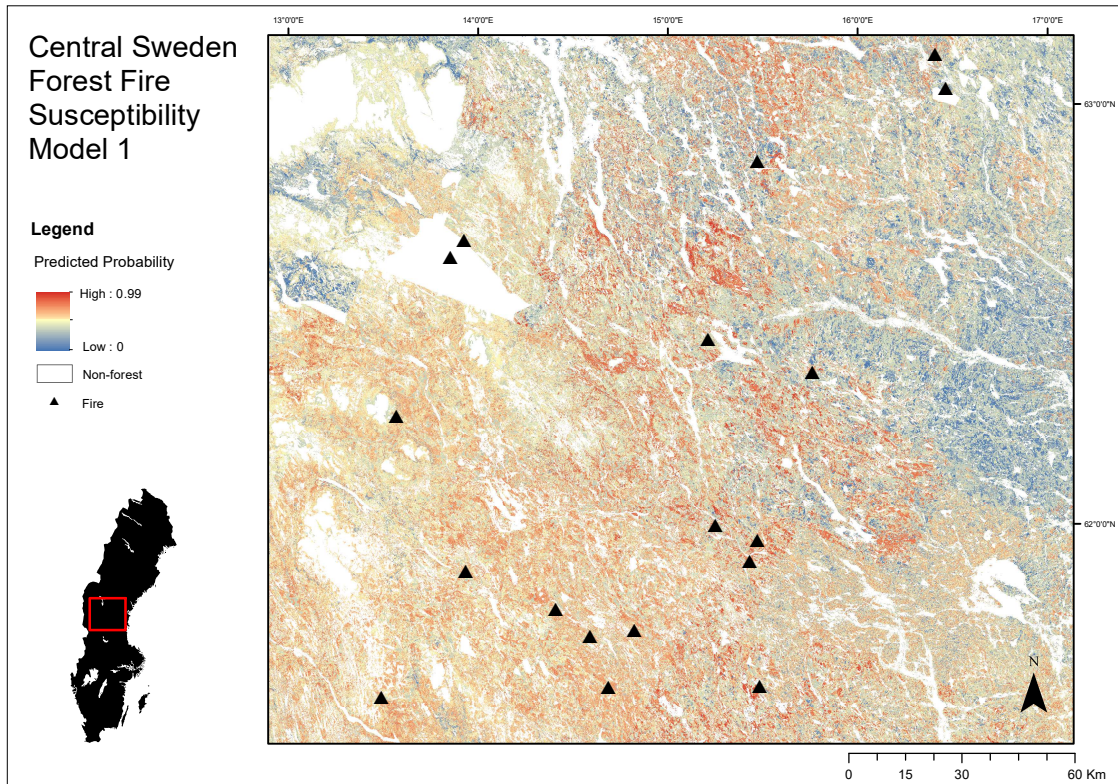 Central Sweden
Forest Fire
Susceptibility
Model 1
Legend
Predicted Probability
High : 0.99
Low : 0
Non-forest
Fire
13°0'0"E
14°0'0"E
15°0'0"E
16°0'0"E
17°0'0"E
63°0'0"N
62°0'0"N
N
0 15 30 60 Km